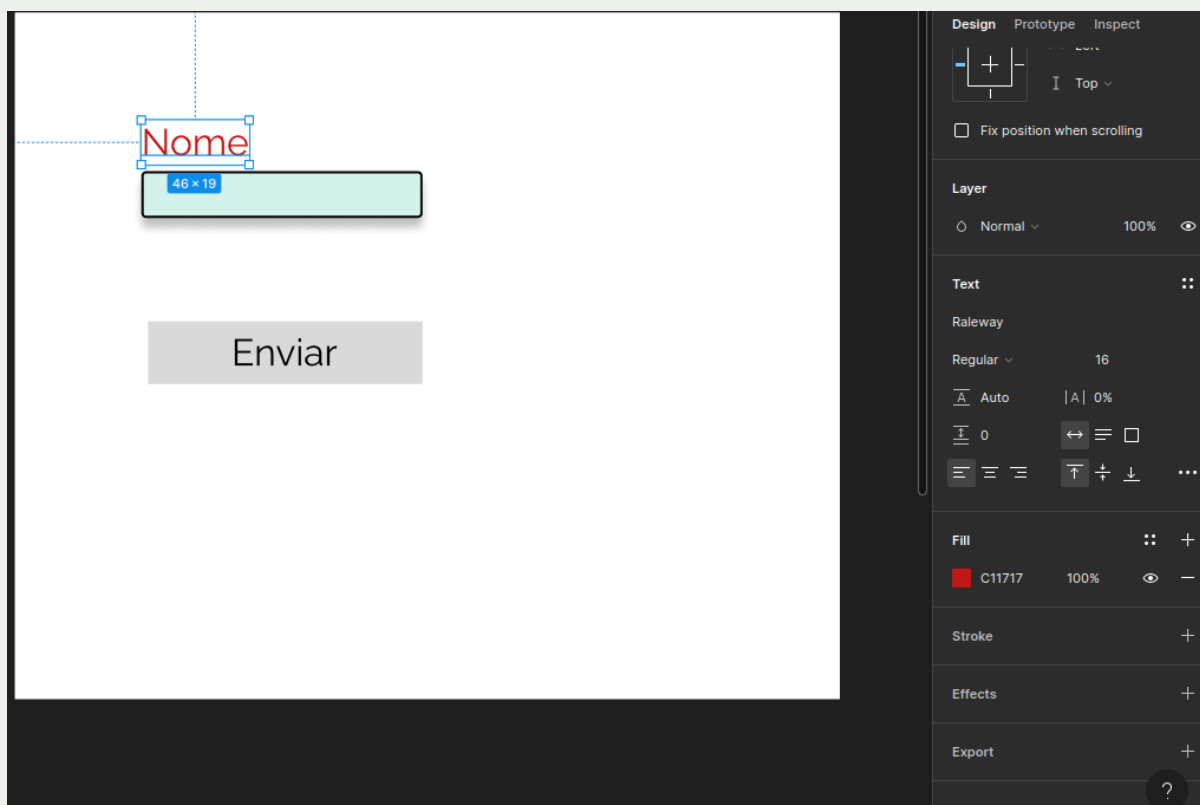 Design Prototype Inspect
Left
Top
Fix position when scrolling
Nome
46 × 19
Enviar
Layer
Normal 100%
Text
Raleway
Regular 16
A Auto |A| 0%
0
Fill
C11717 100%
Stroke
Effects
Export
?